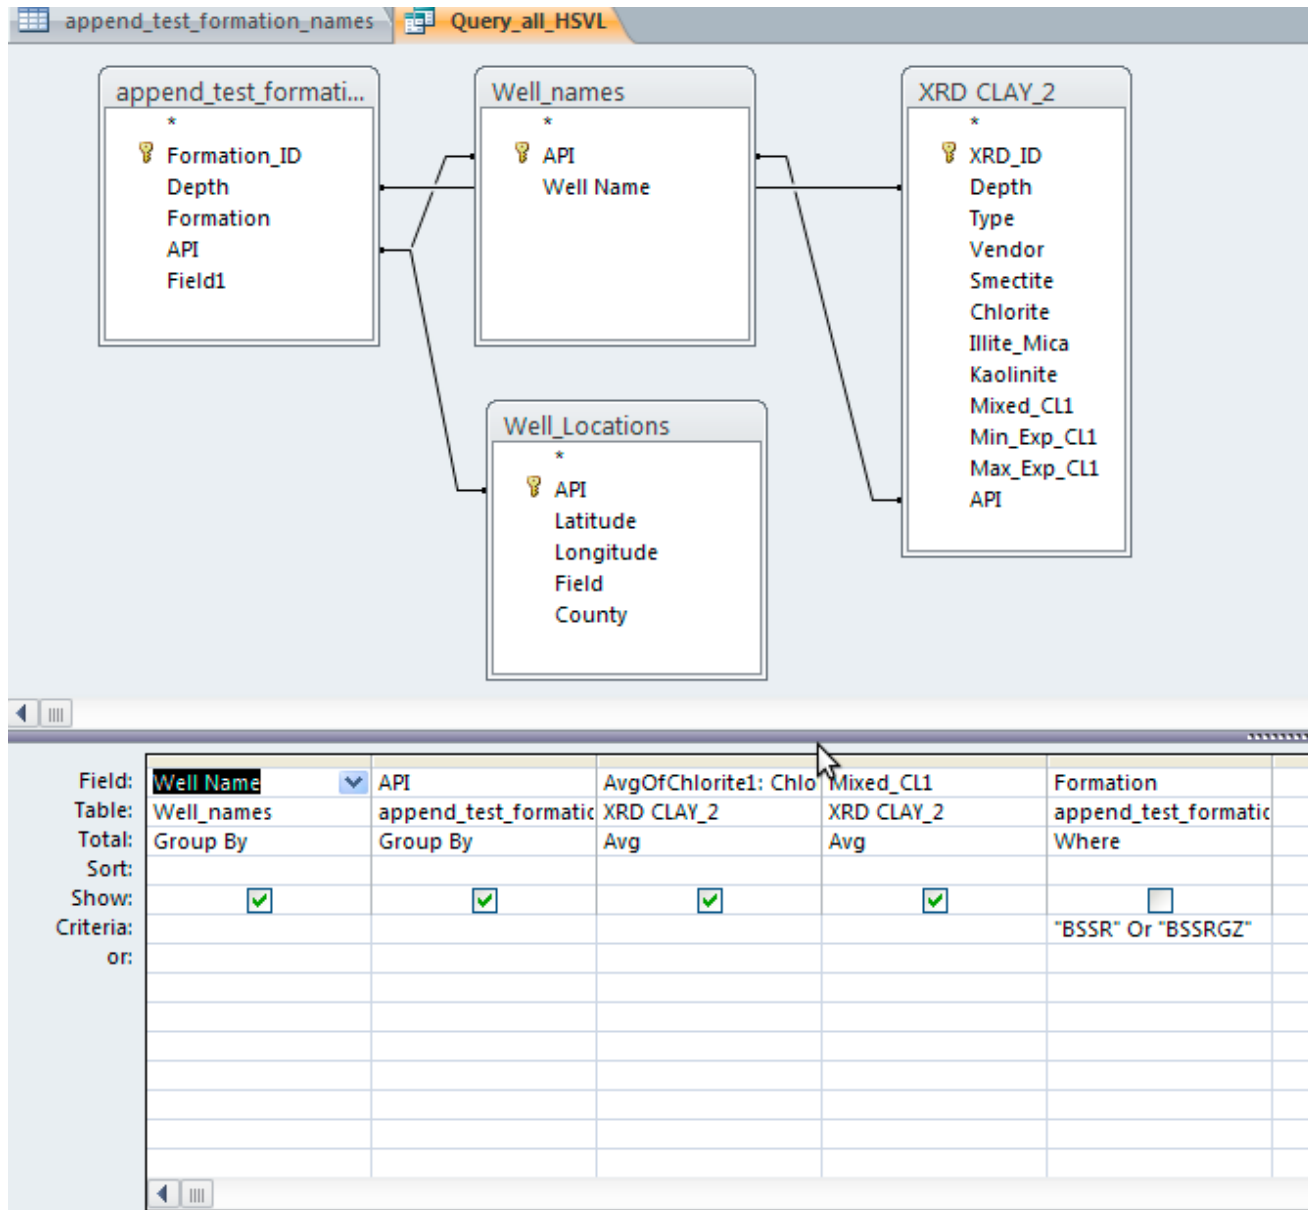 append_test_formation_names Query_all_HSVL
append_test_formati...
*
Formation_ID
Depth
Formation
API
Field1
Well_names
*
API
Well Name
XRD CLAY_2
*
XRD_ID
Depth
Type
Vendor
Smectite
Chlorite
Illite_Mica
Kaolinite
Mixed_CL1
Min_Exp_CL1
Max_Exp_CL1
API
Well_Locations
*
API
Latitude
Longitude
Field
County
Field: Well Name API AvgOfChlorite1: Chlo Mixed_CL1 Formation
Table: Well_names append_test_formatic XRD CLAY_2 XRD CLAY_2 append_test_formatic
Total: Group By Group By Avg Avg Where
Sort:
Show:
Criteria: "BSSR" Or "BSSRGZ"
or: